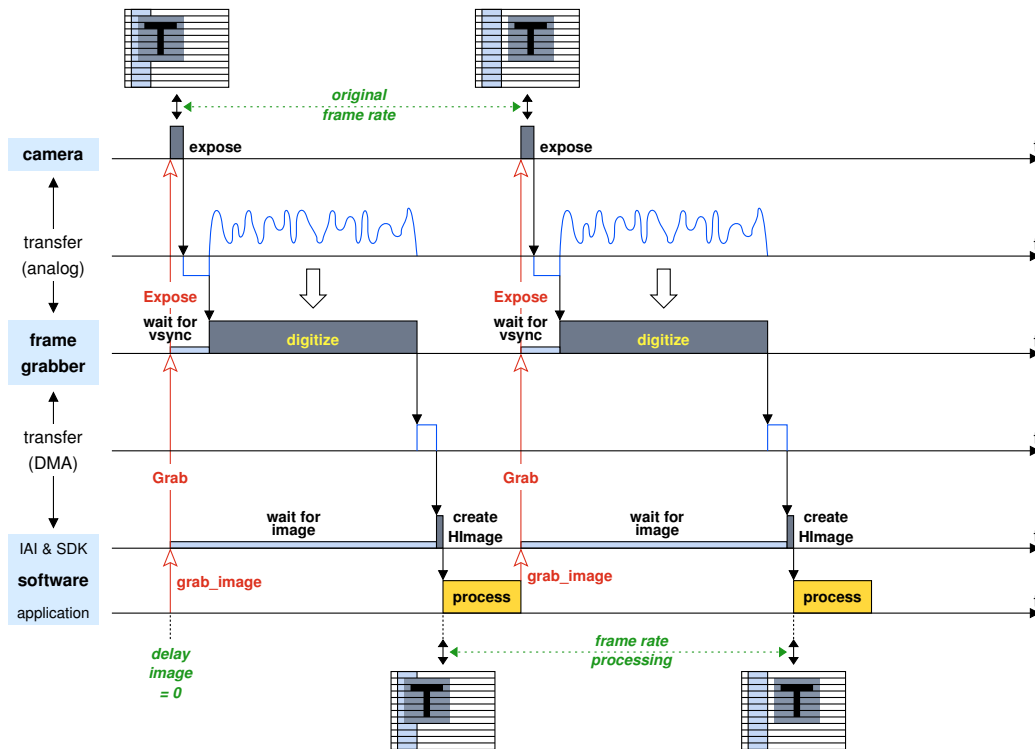 T
T
original
frame rate
expose
expose
camera
t
transfer
(analog)
t
Expose
Expose
wait for
vsync
wait for
vsync
frame
grabber
digitize
digitize
t
transfer
(DMA)
t
Grab
Grab
wait for
image
create
HImage
wait for
image
create
HImage
IAI & SDK
t
software
grab_image
grab_image
process
process
application
t
delay
image
= 0
frame rate
processing
T
T